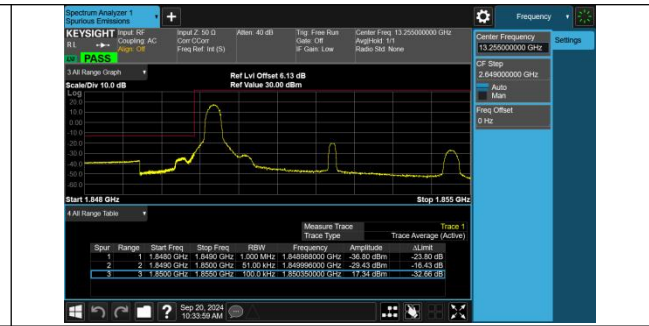 Spectrum Analyzer 1
Spurious Emissions
Frequency
KEYSIGHT
RL
PASS
Input: RF
Coupling: AC
Align: Off
Input Z: 50 Ω
Corr CCorr
Freq Ref: Int (S)
Atten: 40 dB
Trig: Free Run
Gate: Off
IF Gain: Low
Center Freq: 13.255000000 GHz
Avg|Hold: 1/1
Radio Std: None
Center Frequency
13.255000000 GHz
Settings
CF Step
2.649000000 GHz
Auto
Man
Freq Offset
0 Hz
3 All Range Graph
Scale/Div 10.0 dB
Ref Lvl Offset 6.13 dB
Ref Value 30.00 dBm
Log
20.0
10.0
0.00
-10.0
-20.0
-30.0
-40.0
-50.0
-60.0
Start 1.848 GHz
Stop 1.855 GHz
4 All Range Table
Measure Trace Trace 1
Trace Type Trace Average (Active)
Spur Range Start Freq Stop Freq RBW Frequency Amplitude ΔLimit
1 1 1.8480 GHz 1.8490 GHz 1.000 MHz 1.848988000 GHz -36.80 dBm -23.80 dB
2 2 1.8490 GHz 1.8500 GHz 51.00 kHz 1.849996000 GHz -29.43 dBm -16.43 dB
3 3 1.8500 GHz 1.8550 GHz 100.0 kHz 1.850350000 GHz 17.34 dBm -32.66 dB
Sep 20, 2024
10:33:59 AM